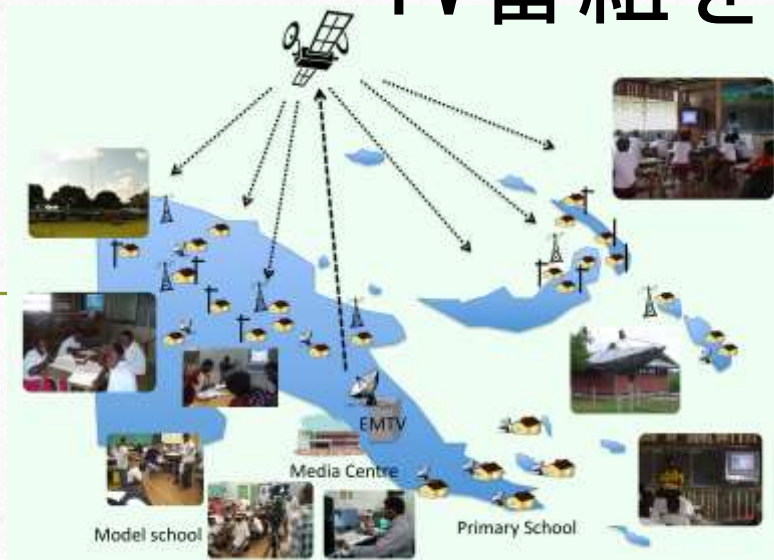 TV番組を
EMTV
Media Centre
Model school
Primary School